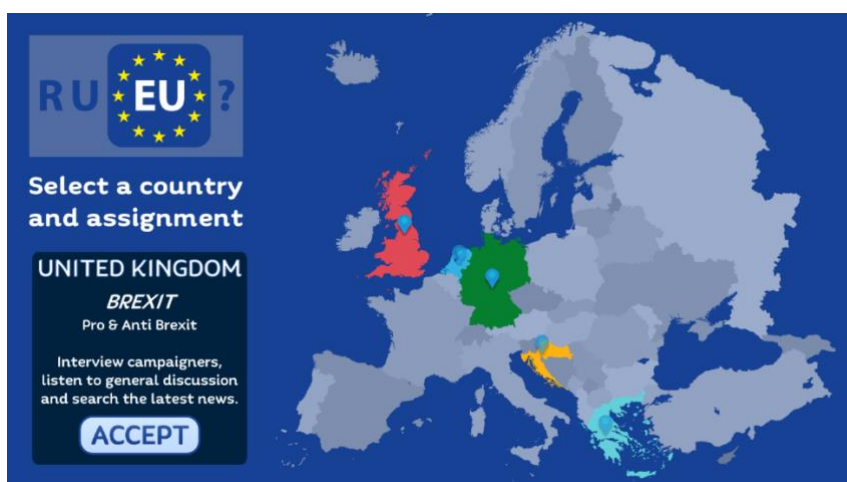 RU EU ?
Select a country
and assignment
UNITED KINGDOM
BREXIT
Pro & Anti Brexit
Interview campaigners,
listen to general discussion
and search the latest news.
ACCEPT